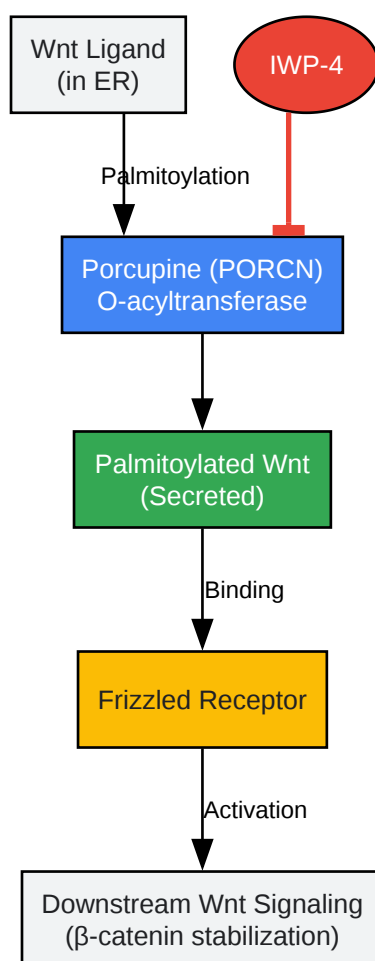 Wnt Ligand
(in ER)
IWP-4
Palmitoylation
Porcupine (PORCN)
O-acyltransferase
Palmitoylated Wnt
(Secreted)
Binding
Frizzled Receptor
Activation
Downstream Wnt Signaling
(β-catenin stabilization)